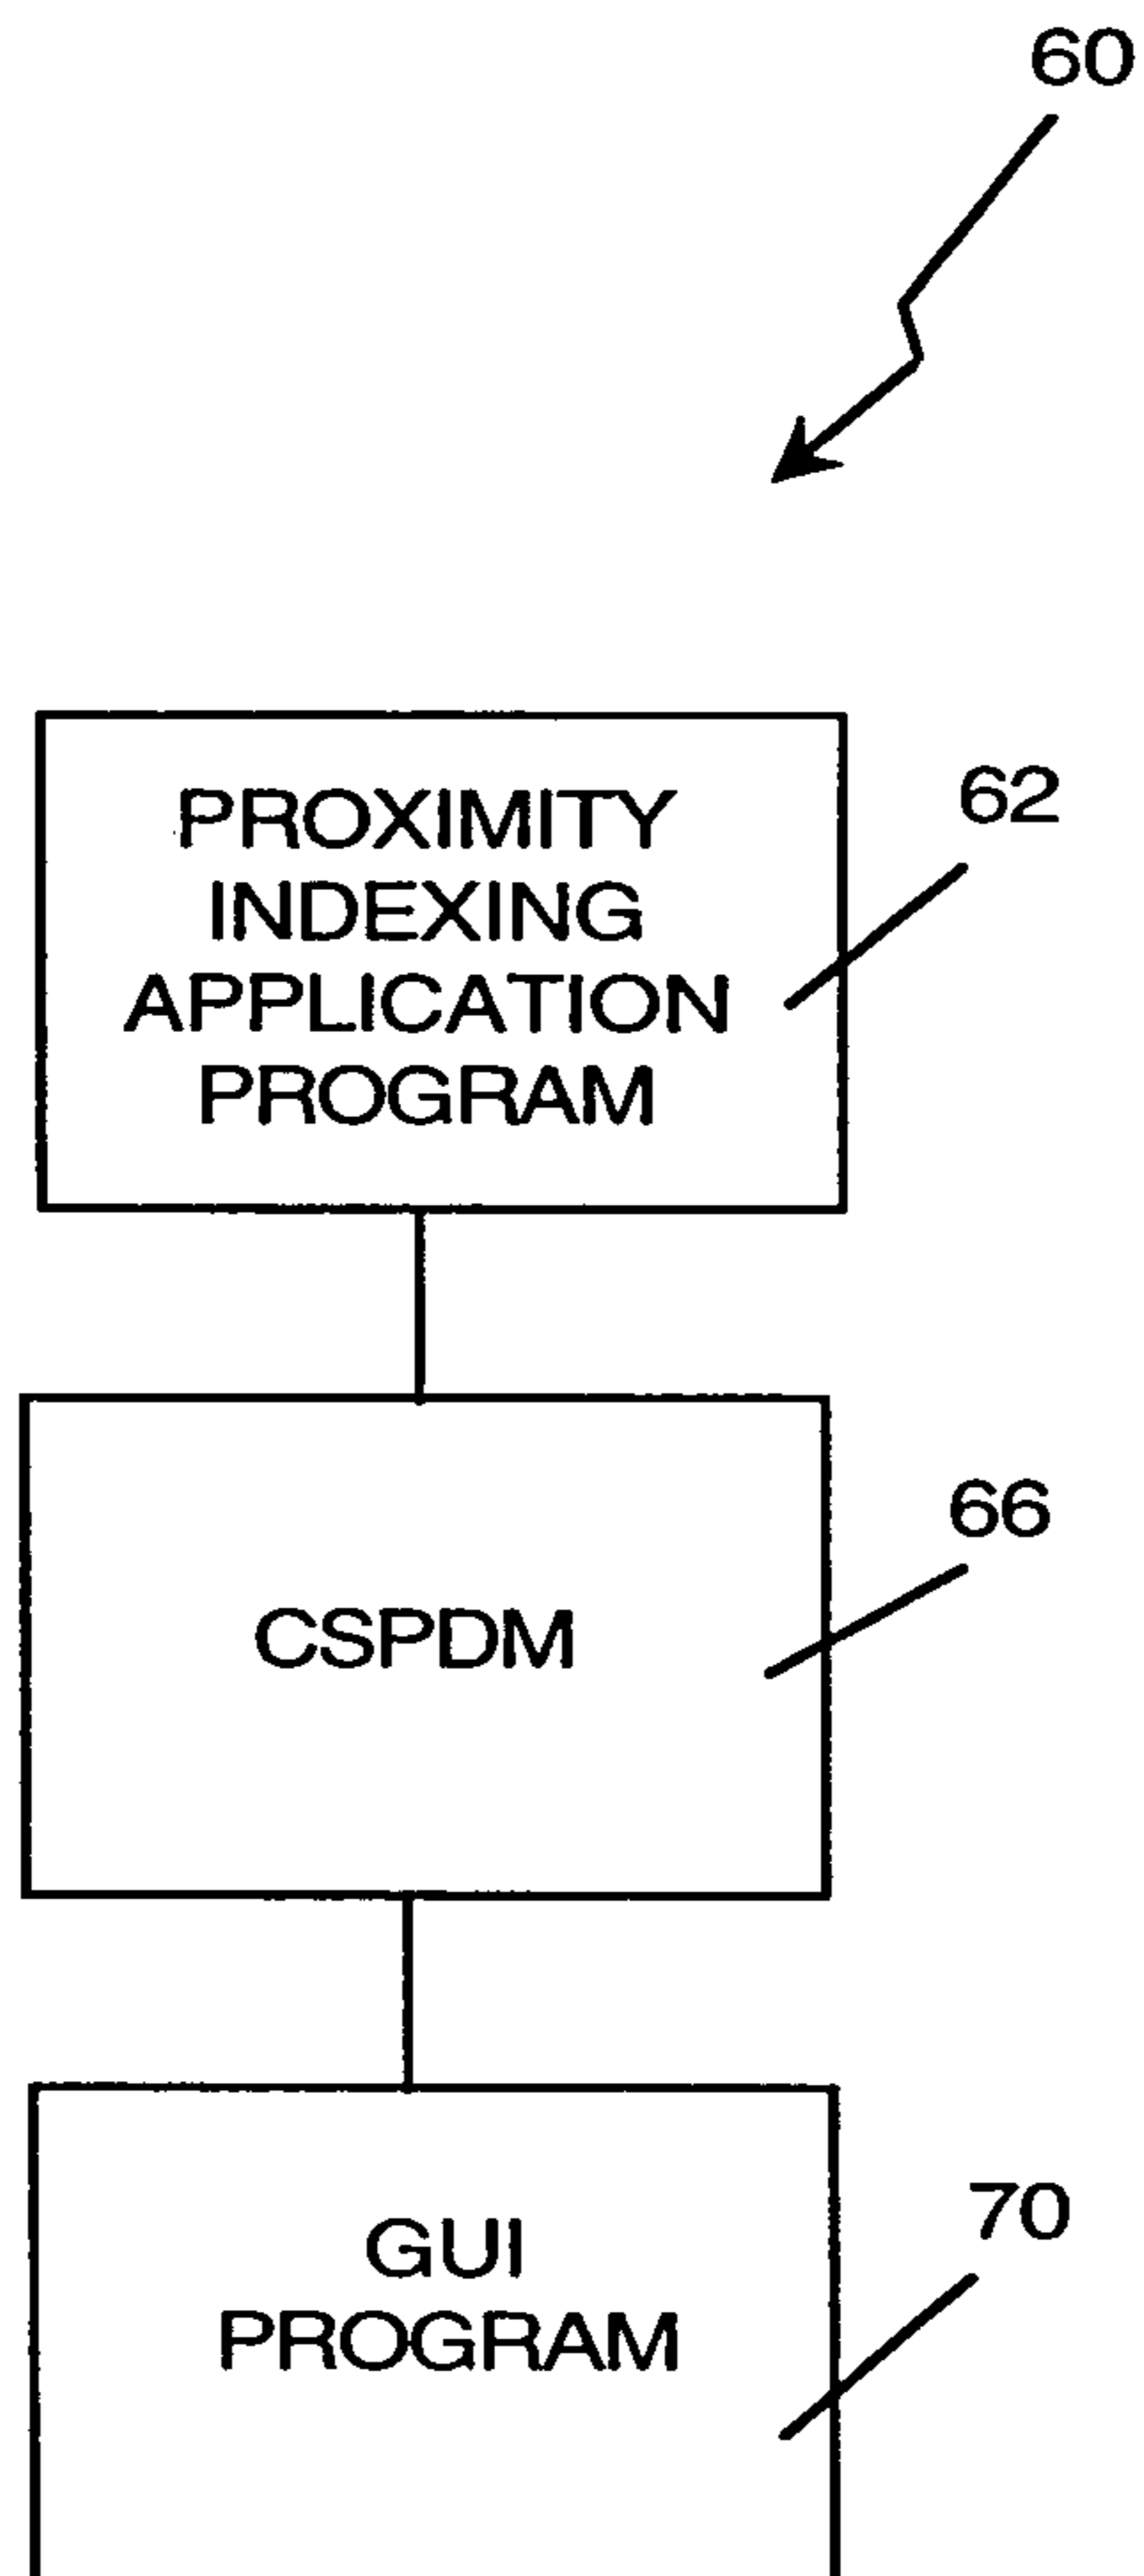 60
PROXIMITY
INDEXING
APPLICATION
PROGRAM
62
CSPDM
66
GUI
PROGRAM
70